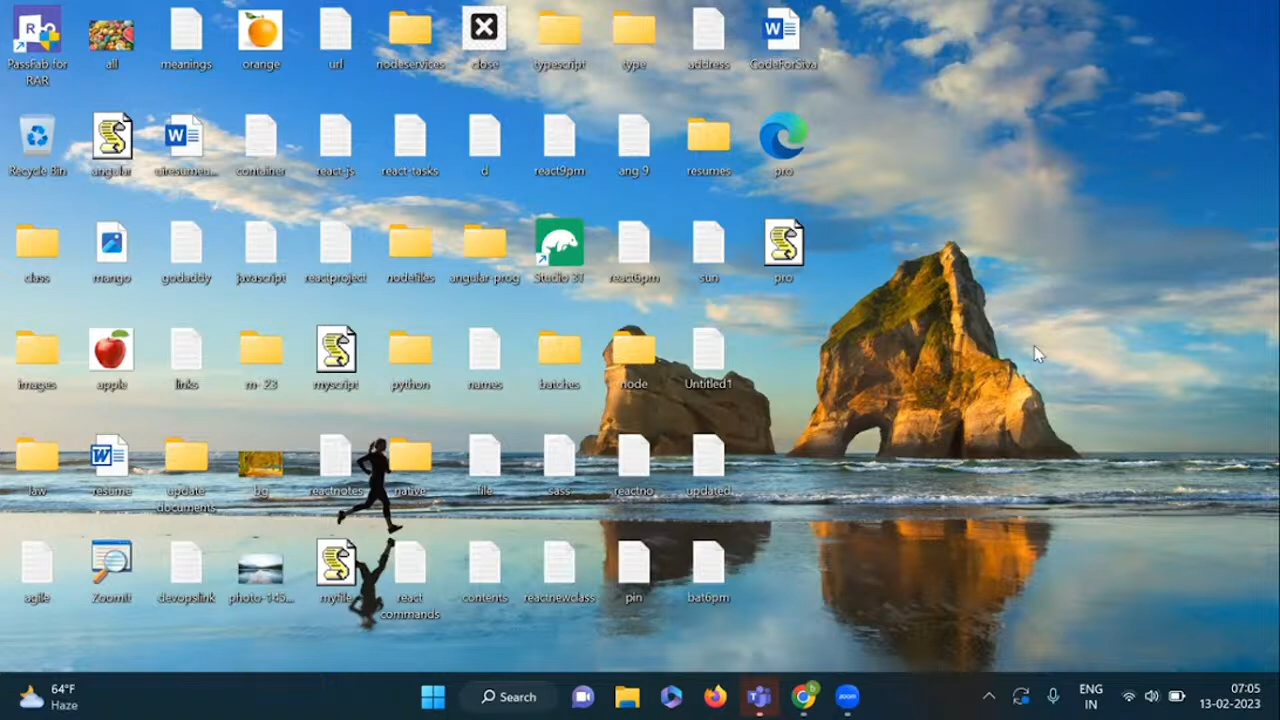 PassFab for
RAR
all
meanings
orange
url
nodeservices
close
typescript
type
address
CodeForSiva
Recycle Bin
angular
uiresumeu...
container
react-js
react-tasks
d
react9pm
ang 9
resumes
pro
class
mango
godaddy
javascript
reactproject
nodefiles
angular-prog
Studio 3T
react6pm
sun
pro
images
apple
links
m- 23
myscript
python
names
batches
node
Untitled1
law
resume
update
documents
bg
reactnotes
native
file
sass
reactno
updated
agile
ZoomIt
devopslink
photo-145...
myfile
react
commands
contents
reactnewclass
pin
bat6pm
64°F
Haze
Search
zoom
ENG
IN
07:05
13-02-2023